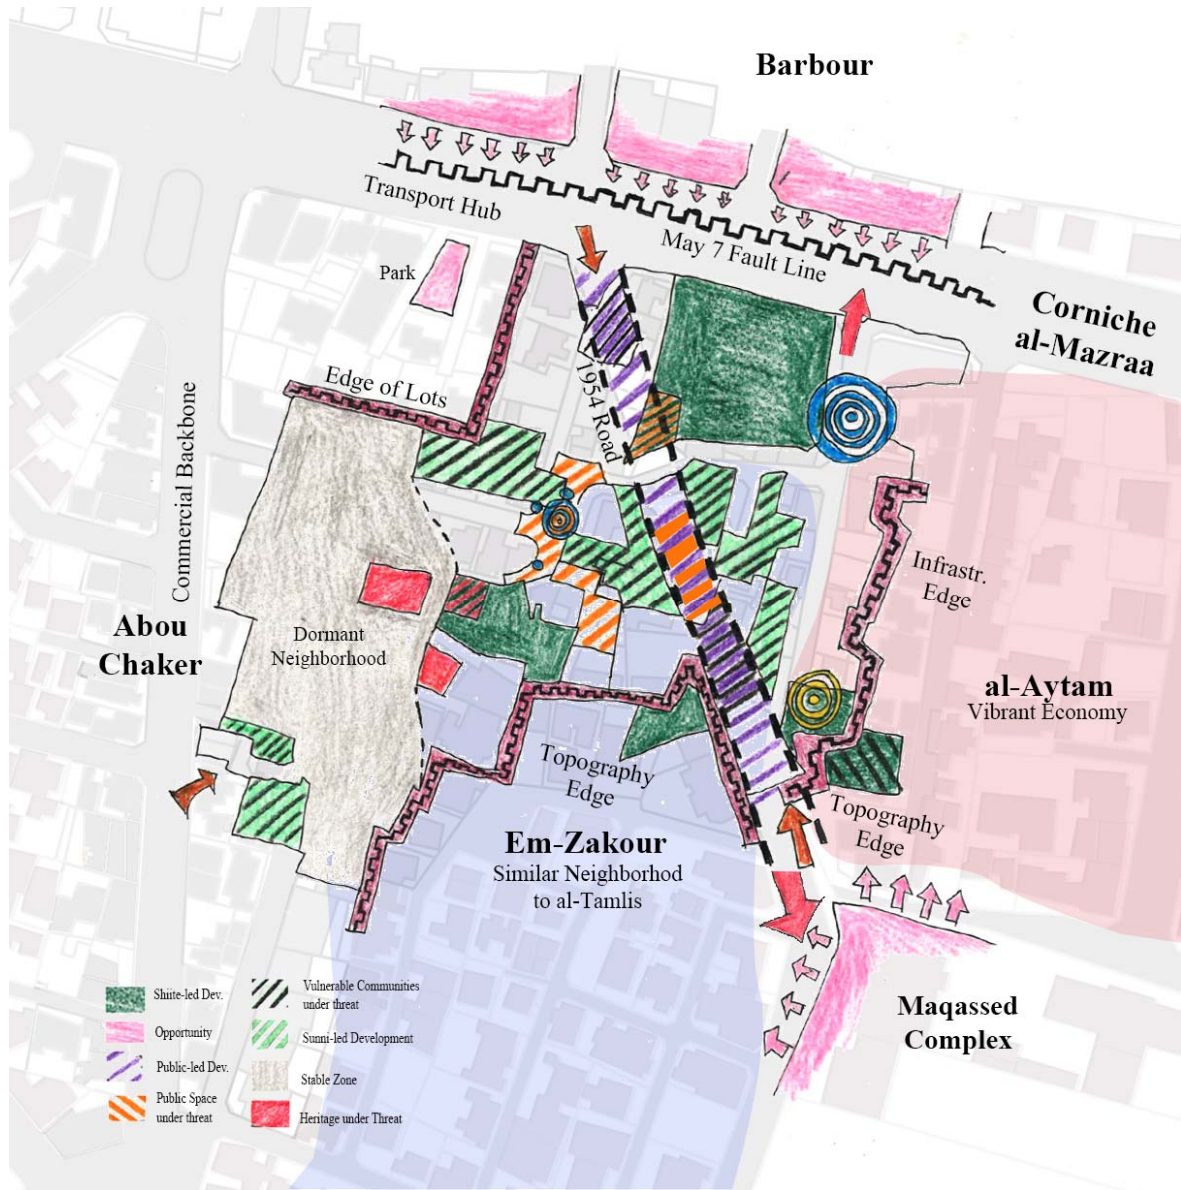 Barbour
Transport Hub
May 7 Fault Line
Park
Corniche
al-Mazraa
Edge of Lots
1954 Road
Commercial Backbone
Infrastr.
Edge
Abou
Chaker
Dormant
Neighborhood
al-Aytam
Vibrant Economy
Topography
Edge
Topography
Edge
Em-Zakour
Similar Neighborhod
to al-Tamlis
Maqassed
Complex
Shiite-led Dev.
Opportunity
Public-led Dev.
Public Space
under threat
Vulnerable Communities
under threat
Sunni-led Development
Stable Zone
Heritage under Threat